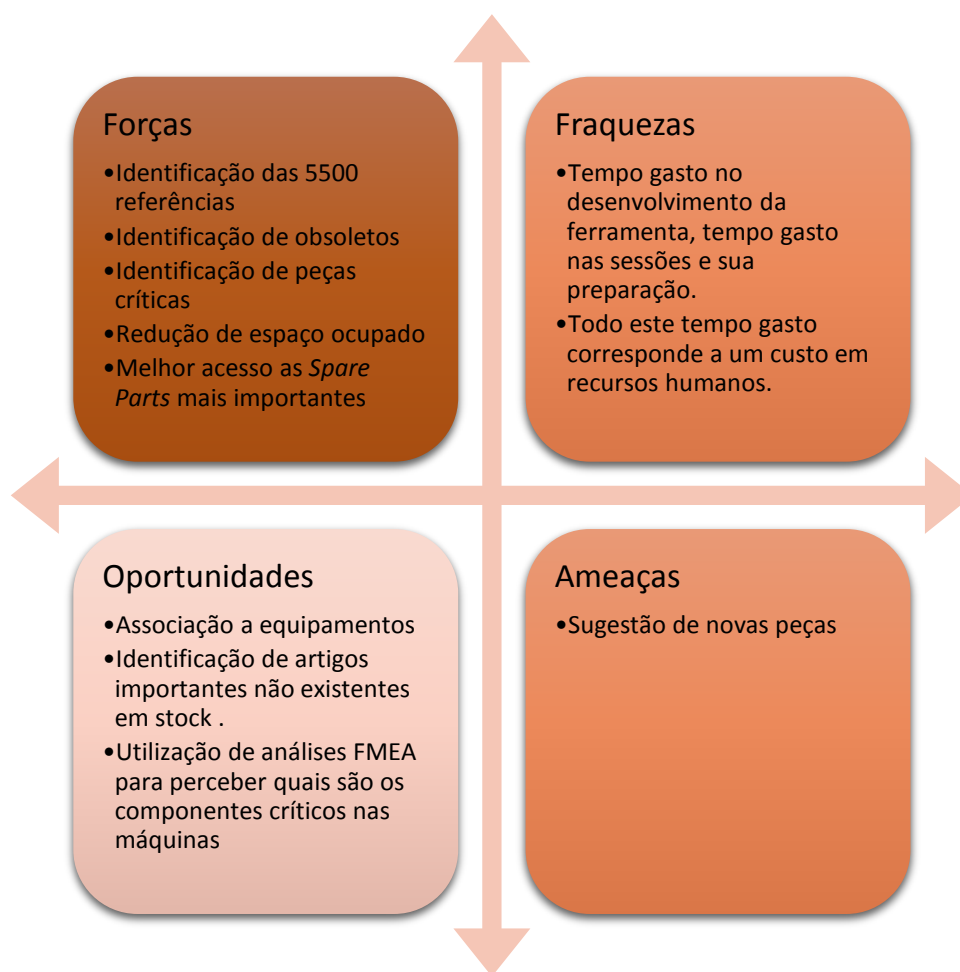 Forças
•Identificação das 5500
referências
•Identificação de obsoletos
•Identificação de peças
críticas
•Redução de espaço ocupado
•Melhor acesso as Spare
Parts mais importantes
Fraquezas
•Tempo gasto no
desenvolvimento da
ferramenta, tempo gasto
nas sessões e sua
preparação.
•Todo este tempo gasto
corresponde a um custo em
recursos humanos.
Oportunidades
•Associação a equipamentos
•Identificação de artigos
importantes não existentes
em stock .
•Utilização de análises FMEA
para perceber quais são os
componentes críticos nas
máquinas
Ameaças
•Sugestão de novas peças